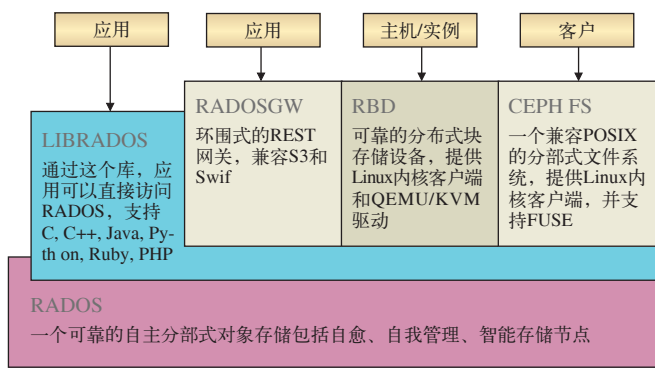 应用
应用
主机/实例
客户
LIBRADOS
通过这个库，应
用可以直接访问
RADOS，支持
C, C++, Java, Py-
th on, Ruby, PHP
RADOSGW
环围式的REST
网关，兼容S3和
Swif
RBD
可靠的分布式块
存储设备，提供
Linux内核客户端
和QEMU/KVM
驱动
CEPH FS
一个兼容POSIX
的分部式文件系
统，提供Linux内
核客户端，并支
持FUSE
RADOS
一个可靠的自主分部式对象存储包括自愈、自我管理、智能存储节点